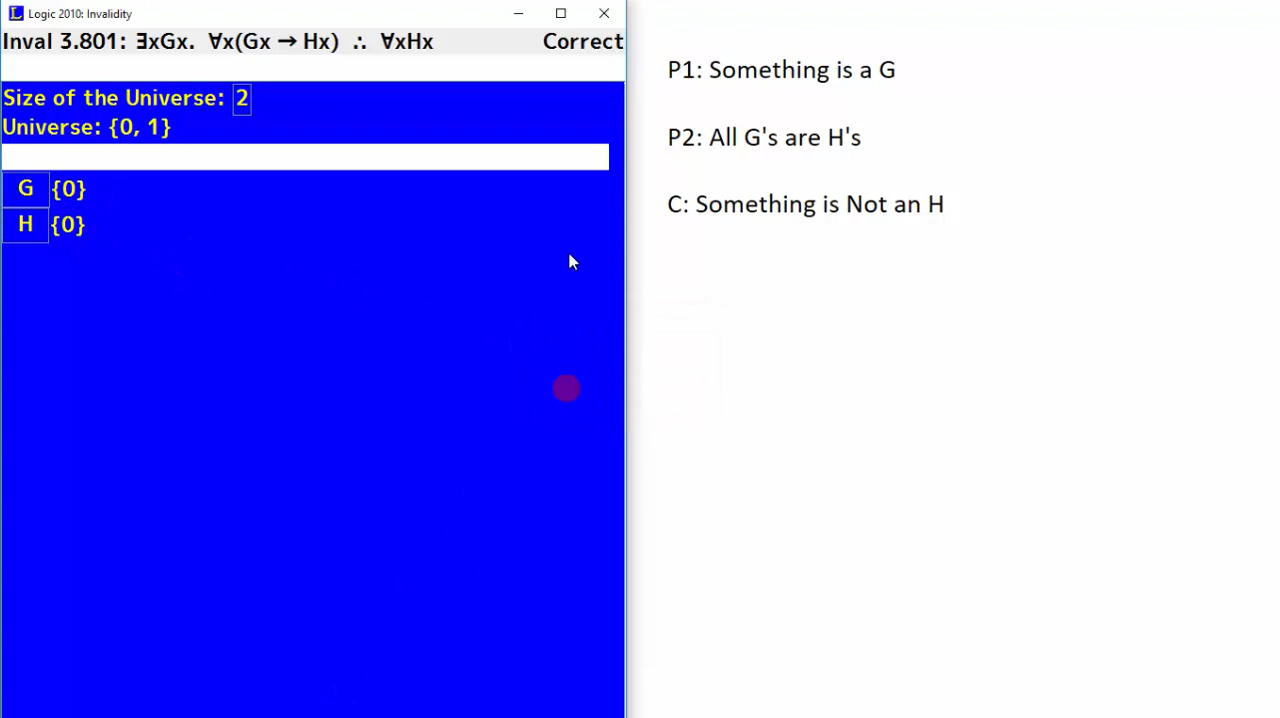 Logic 2010: Invalidity
Inval 3.801: ∃xGx. ∀x(Gx → Hx) ∴ ∀xHx Correct
Size of the Universe: 2
Universe: {0, 1}
G {0}
H {0}
P1: Something is a G
P2: All G's are H's
C: Something is Not an H